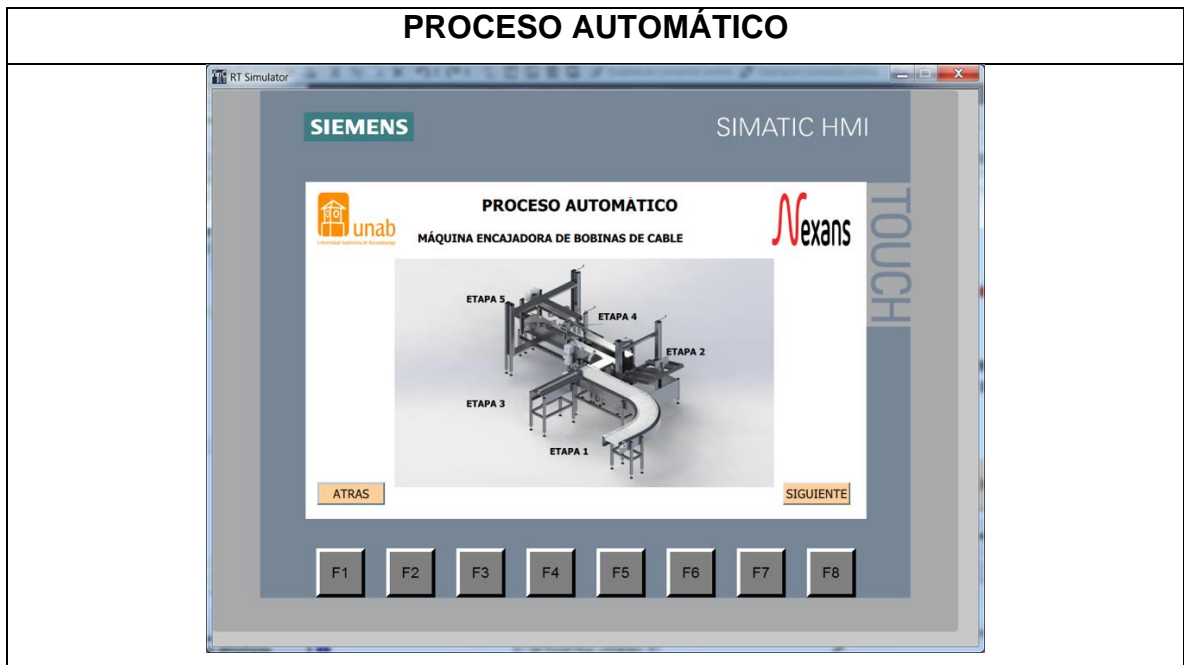 PROCESO AUTOMÁTICO
RT Simulator
SIEMENS
SIMATIC HMI
TOUCH
unab
PROCESO AUTOMÀTICO
MÁQUINA ENCAJADORA DE BOBINAS DE CABLE
Nexans
ETAPA 5
ETAPA 4
ETAPA 2
ETAPA 3
ETAPA 1
ATRAS
SIGUIENTE
F1 F2 F3 F4 F5 F6 F7 F8